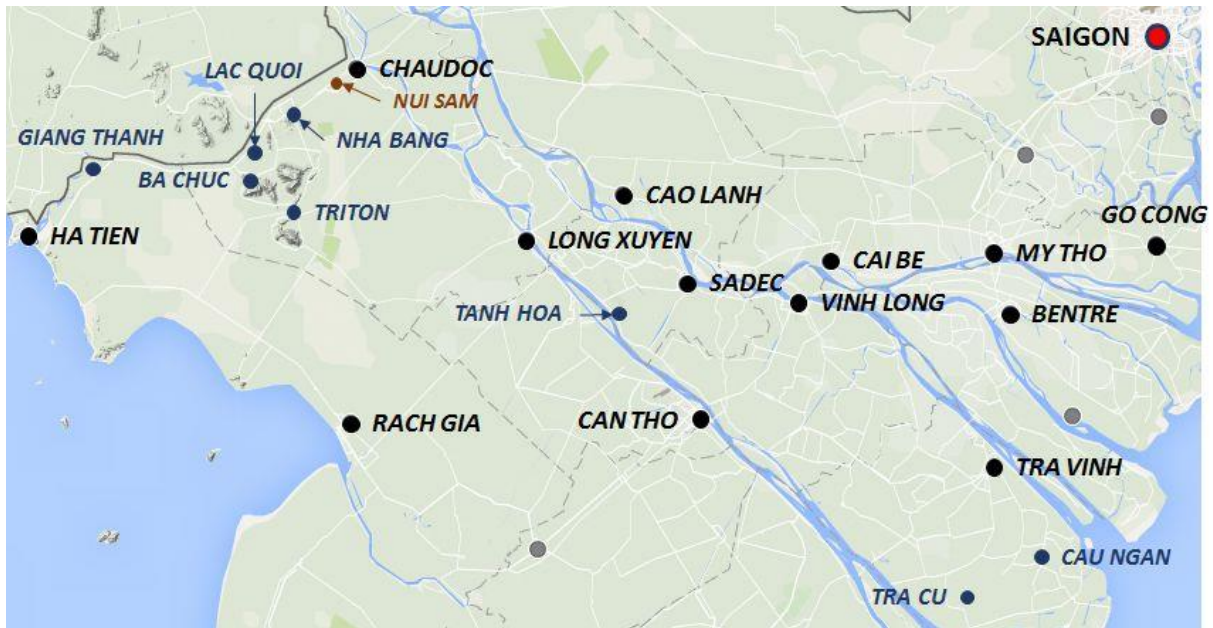 SAIGON
LAC QUOI
CHAUDOC
NUI SAM
GIANG THANH
NHA BANG
BA CHUC
TRITON
CAO LANH
GO CONG
HA TIEN
LONG XUYEN
CAI BE
MY THO
SADEC
VINH LONG
TANH HOA
BENTRE
RACH GIA
CAN THO
TRA VINH
CAU NGAN
TRA CU